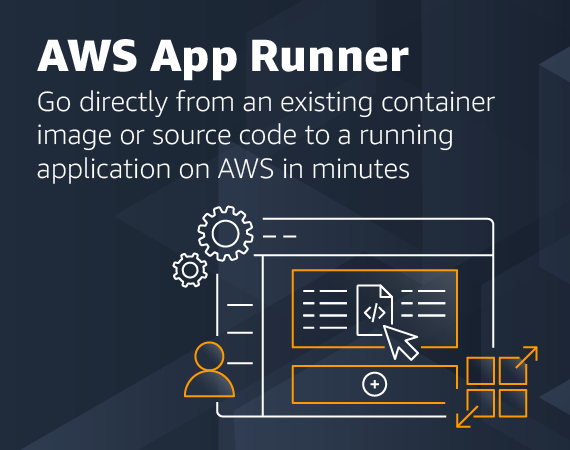 AWS App Runner
Go directly from an existing container
image or source code to a running
application on AWS in minutes
</>